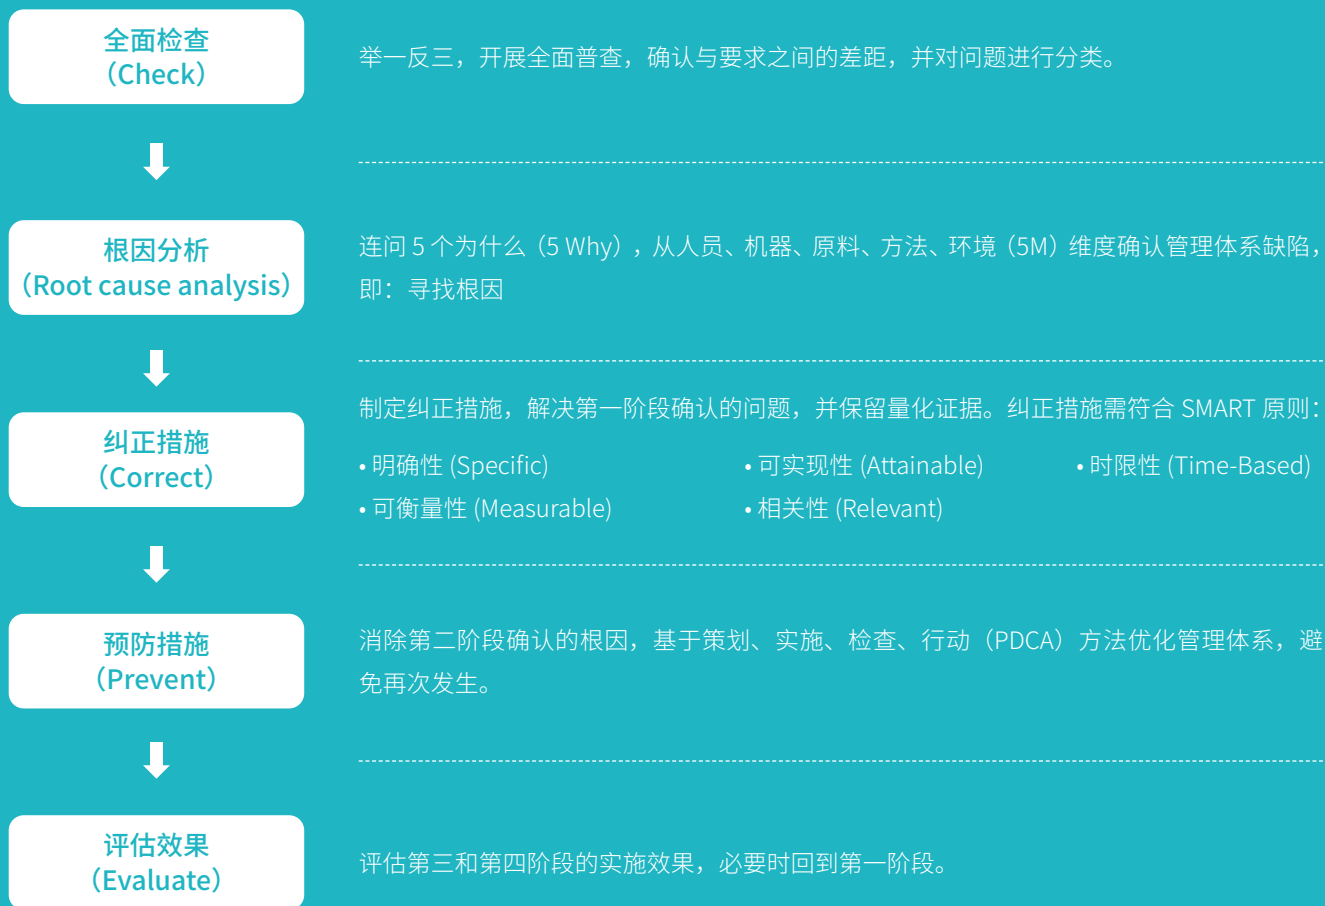 全面检查
（Check）
举一反三，开展全面普查，确认与要求之间的差距，并对问题进行分类。
根因分析
（Root cause analysis）
连问 5 个为什么（5 Why），从人员、机器、原料、方法、环境（5M）维度确认管理体系缺陷，
即：寻找根因
纠正措施
（Correct）
制定纠正措施，解决第一阶段确认的问题，并保留量化证据。纠正措施需符合 SMART 原则：
• 明确性 (Specific) • 可实现性 (Attainable) • 时限性 (Time-Based)
• 可衡量性 (Measurable) • 相关性 (Relevant)
预防措施
（Prevent）
消除第二阶段确认的根因，基于策划、实施、检查、行动（PDCA）方法优化管理体系，避
免再次发生。
评估效果
（Evaluate）
评估第三和第四阶段的实施效果，必要时回到第一阶段。